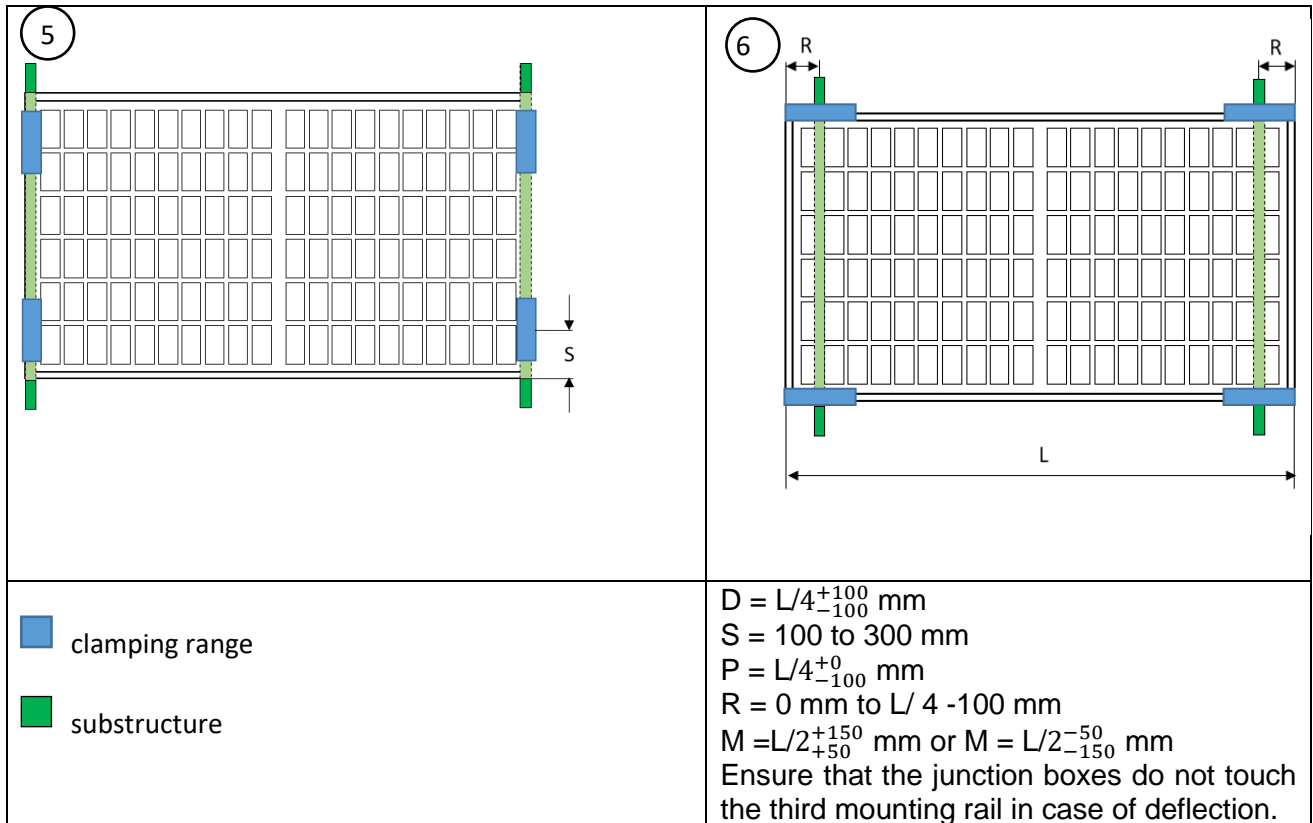 5
S
6
R R
L
clamping range
substructure
D = L/4⁺¹⁰⁰₋₁₀₀ mm
S = 100 to 300 mm
P = L/4⁺⁰₋₁₀₀ mm
R = 0 mm to L/ 4 -100 mm
M =L/2⁺¹⁵⁰₊₅₀ mm or M = L/2⁻⁵⁰₋₁₅₀ mm
Ensure that the junction boxes do not touch
the third mounting rail in case of deflection.